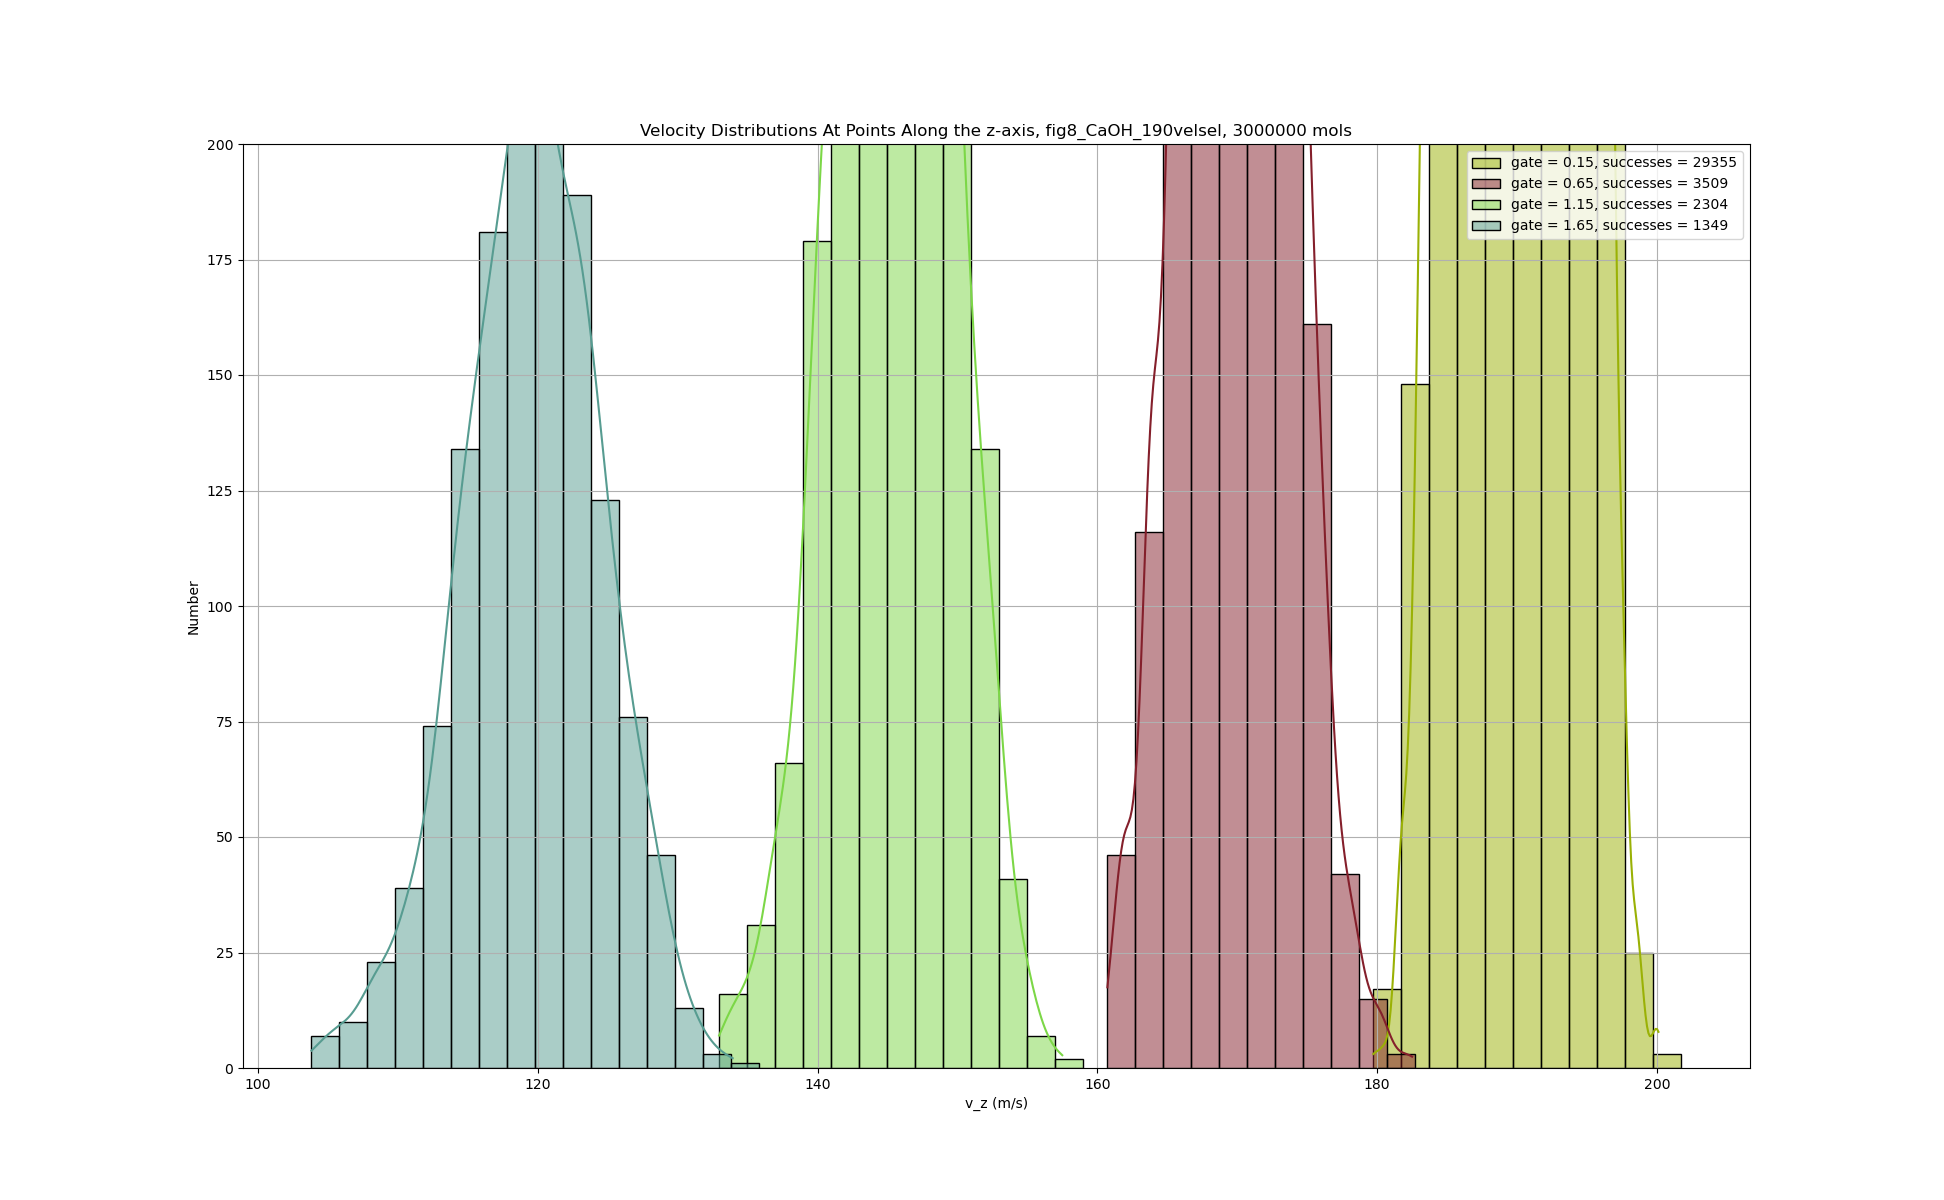 Velocity Distributions At Points Along the z-axis, fig8_CaOH_190velsel, 3000000 mols
200
175
150
125
100
75
50
25
0
Number
gate = 0.15, successes = 29355
gate = 0.65, successes = 3509
gate = 1.15, successes = 2304
gate = 1.65, successes = 1349
100 120 140 160 180 200
v_z (m/s)